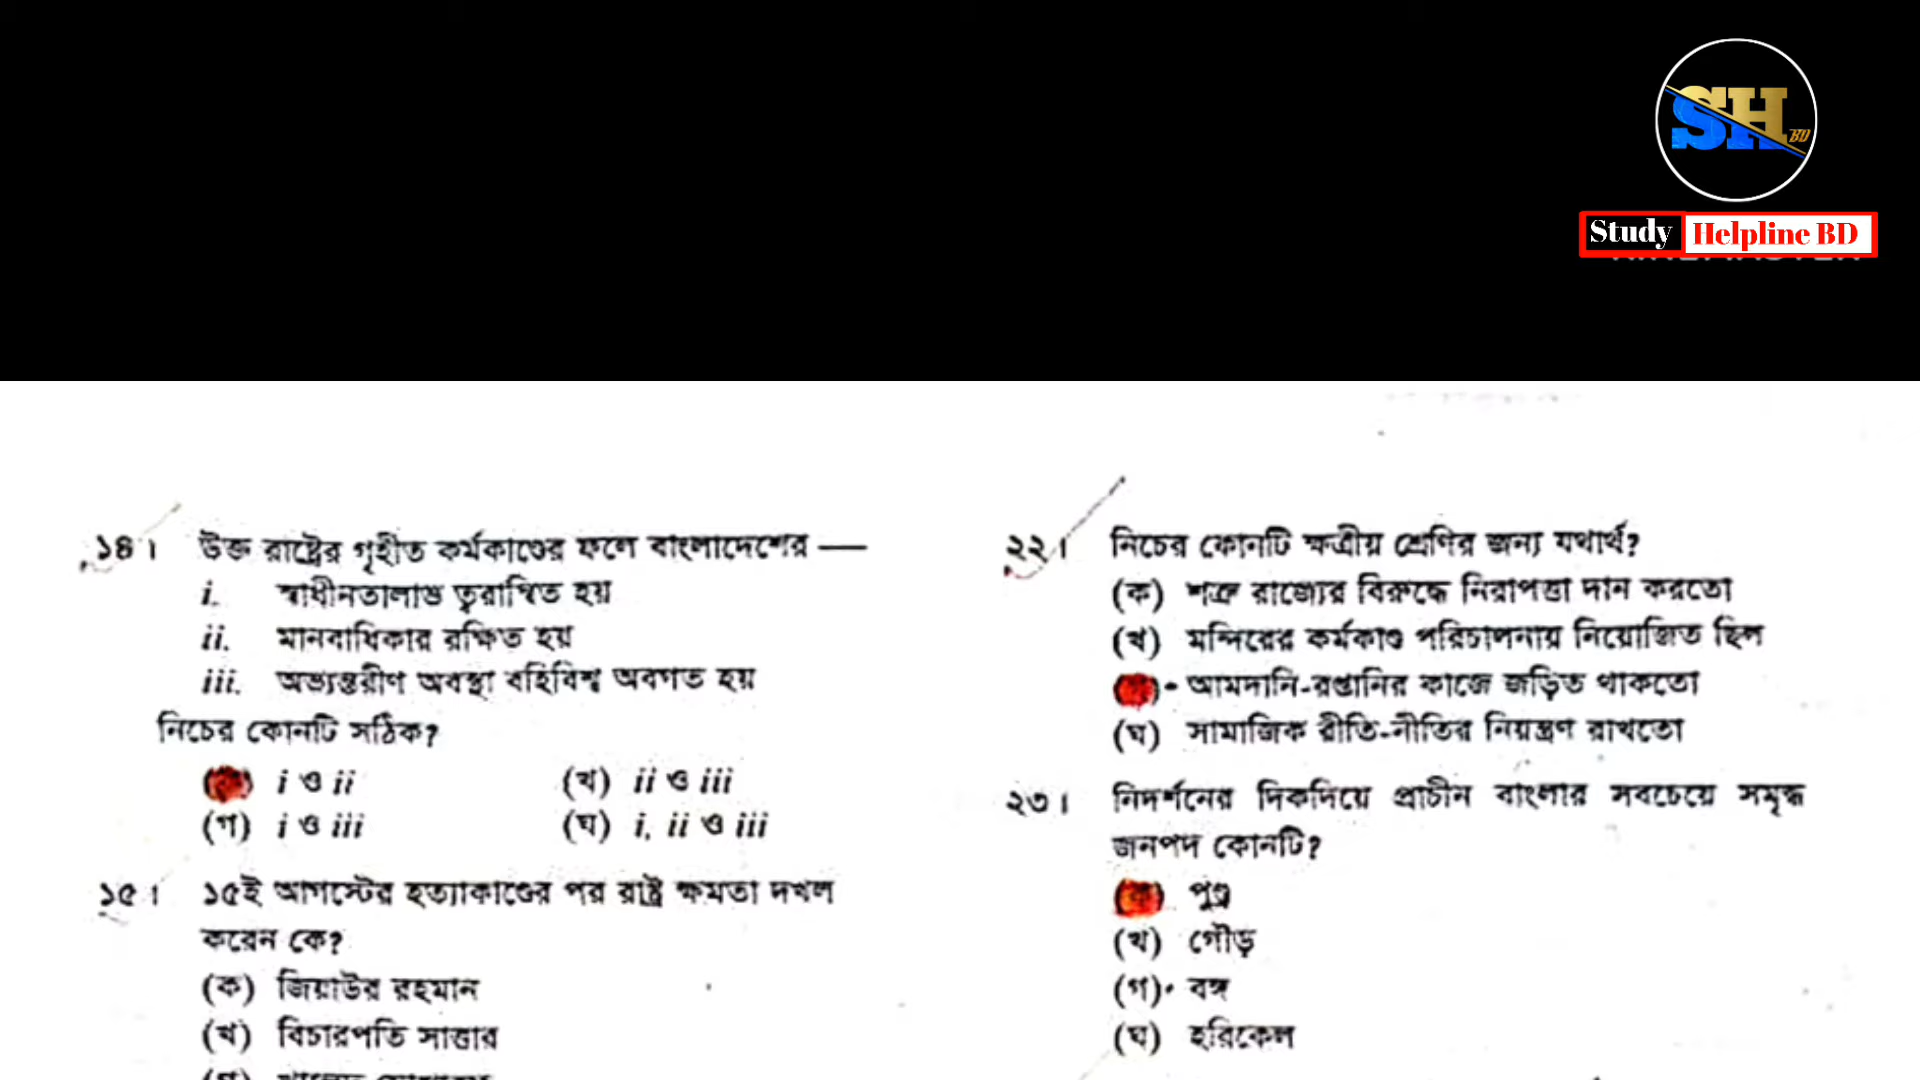 SH BD
Study Helpline BD
১৪। উক্ত রাষ্ট্রের গৃহীত কর্মকাণ্ডের ফলে বাংলাদেশের —
i. স্বাধীনতালাভ ত্বরান্বিত হয়
ii. মানবাধিকার রক্ষিত হয়
iii. অভ্যন্তরীণ অবস্থা বহির্বিশ্ব অবগত হয়
নিচের কোনটি সঠিক?
i ও ii (খ) ii ও iii
(গ) i ও iii (ঘ) i, ii ও iii
১৫। ১৫ই আগস্টের হত্যাকাণ্ডের পর রাষ্ট্র ক্ষমতা দখল
করেন কে?
(ক) জিয়াউর রহমান
(খ) বিচারপতি সাত্তার
২২। নিচের কোনটি ক্ষত্রীয় শ্রেণির জন্য যথার্থ?
(ক) শত্রু রাজ্যের বিরুদ্ধে নিরাপত্তা দান করতো
(খ) মন্দিরের কর্মকাণ্ড পরিচালনায় নিয়োজিত ছিল
আমদানি-রপ্তানির কাজে জড়িত থাকতো
(ঘ) সামাজিক রীতি-নীতির নিয়ন্ত্রণ রাখতো
২৩। নিদর্শনের দিকদিয়ে প্রাচীন বাংলার সবচেয়ে সমৃদ্ধ
জনপদ কোনটি?
(ক) পুণ্ড্র
(খ) গৌড়
(গ) বঙ্গ
(ঘ) হরিকেল